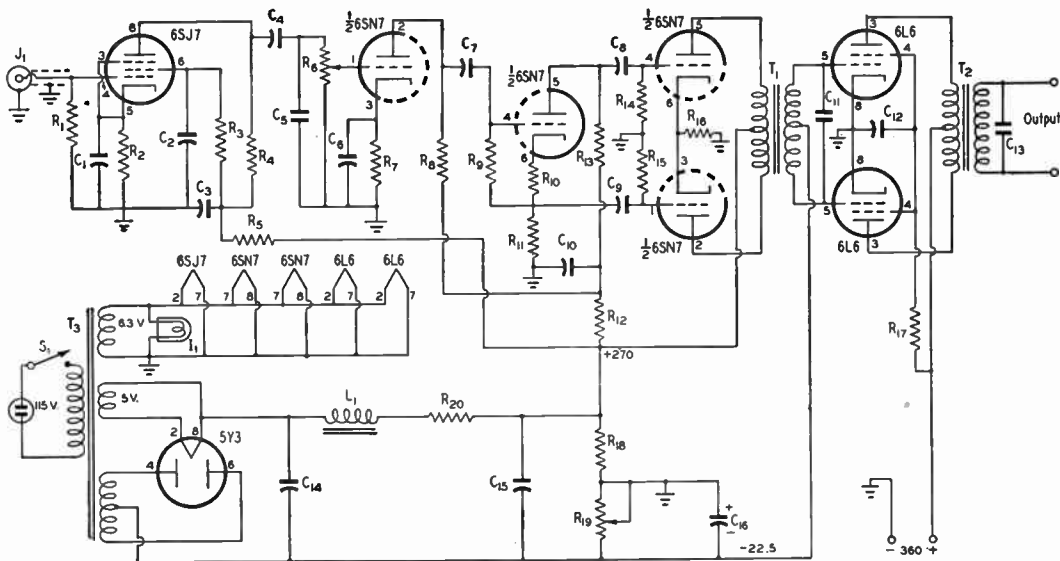 J1
6SJ7
8
3
4
5
6
R1
C1
R2
C2
R3
R4
C3
R5
C4
C5
R6
1/2 6SN7
2
1
3
C6
R7
R8
C7
R9
1/2 6SN7
5
4
6
R10
R11
C10
R13
R12
+270
C8
C9
1/2 6SN7
5
4
6
R14
R15
R16
3
1
2
1/2 6SN7
T1
C11
6L6
3
5
4
8
C12
8
5
4
3
6L6
T2
C13
Output
R17
6SJ7 6SN7 6SN7 6L6 6L6
2 7 7 8 7 8 2 7 2 7
T3
6.3 V
I1
S1
115 V.
5V.
2 8
5Y3
4 6
L1
R20
C14
C15
R18
R19
+
C16
-
-22.5
- 360 +